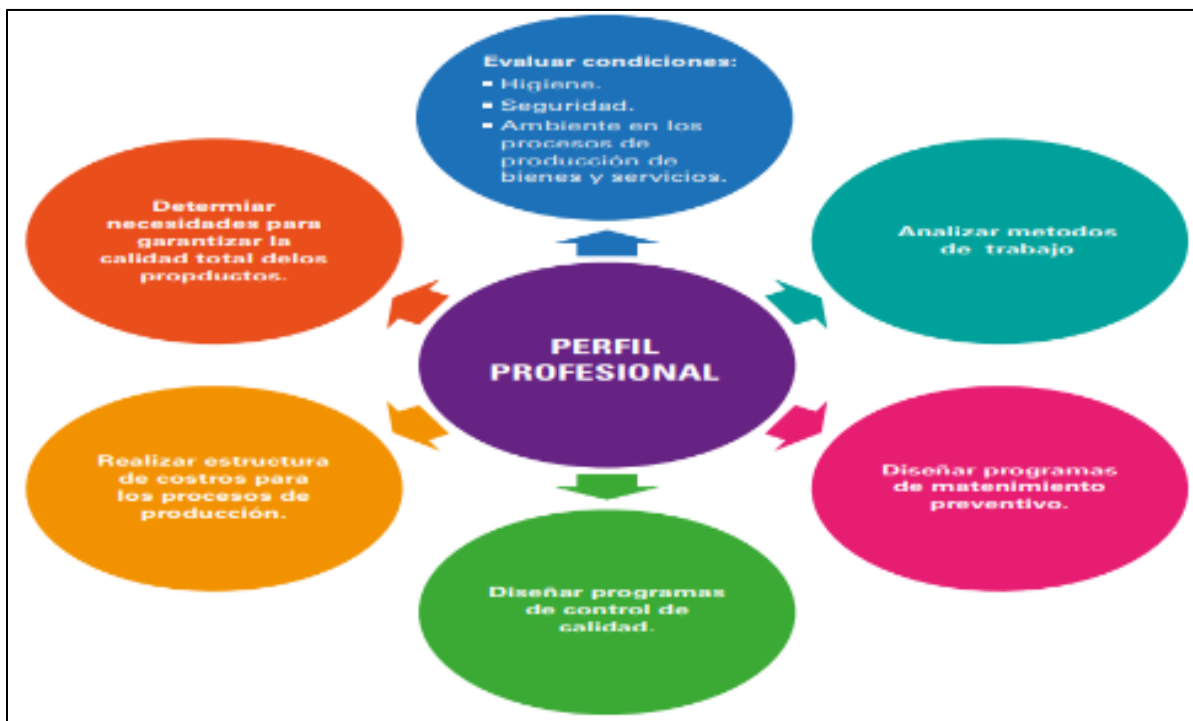 Evaluar condiciones:
▪ Higiene.
▪ Seguridad.
▪ Ambiente en los
procesos de
producción de
bienes y servicios.
Determiar
necesidades para
garantizar la
calidad total delos
propductos.
Analizar metodos
de trabajo
PERFIL
PROFESIONAL
Realizar estructura
de costros para
los procesos de
producción.
Diseñar programas
de matenimiento
preventivo.
Diseñar programas
de control de
calidad.